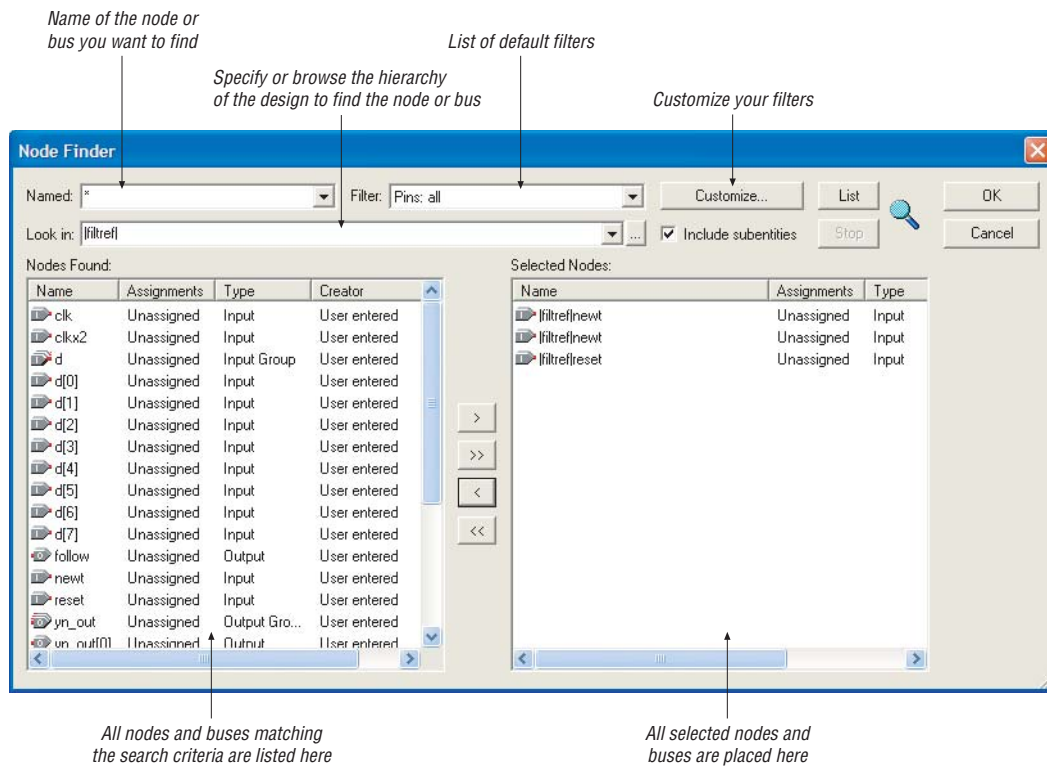 Name of the node or
bus you want to find
List of default filters
Specify or browse the hierarchy
of the design to find the node or bus
Customize your filters
Node Finder
Named: * Filter: Pins: all Customize... List OK
Look in: |filtref| ... Include subentities Stop Cancel
Nodes Found:
Name Assignments Type Creator
clk Unassigned Input User entered
clkx2 Unassigned Input User entered
d Unassigned Input Group User entered
d[0] Unassigned Input User entered
d[1] Unassigned Input User entered
d[2] Unassigned Input User entered
d[3] Unassigned Input User entered
d[4] Unassigned Input User entered
d[5] Unassigned Input User entered
d[6] Unassigned Input User entered
d[7] Unassigned Input User entered
follow Unassigned Output User entered
newt Unassigned Input User entered
reset Unassigned Input User entered
yn_out Unassigned Output Gro... User entered
yn_out[0] Unassigned Output User entered
>
>>
<
<<
Selected Nodes:
Name Assignments Type
|filtref|newt Unassigned Input
|filtref|newt Unassigned Input
|filtref|reset Unassigned Input
All nodes and buses matching
the search criteria are listed here
All selected nodes and
buses are placed here